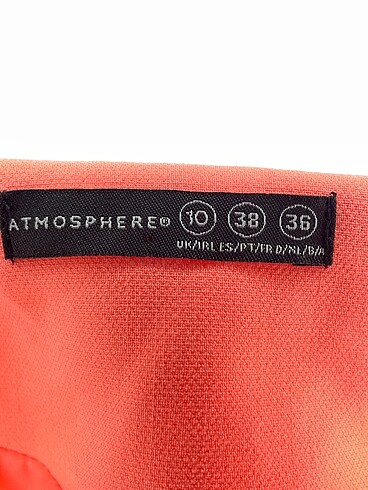 ATMOSPHERE® 10 38 36
UK/IRL ES/PT/FR D/NL/B/A